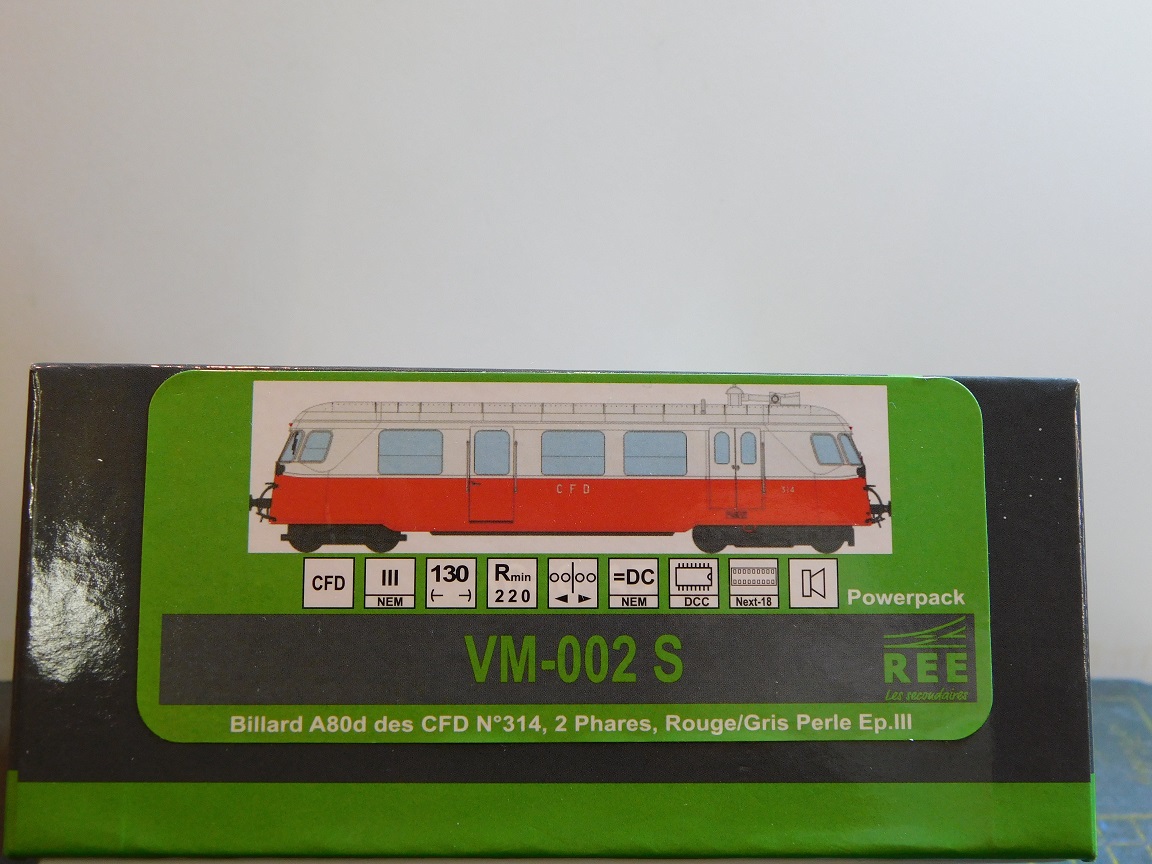 CFD 314
CFD III NEM 130 Rmin 220 =DC NEM DCC Next-18 Powerpack
VM-002 S
REE
Les secondaires
Billard A80d des CFD N°314, 2 Phares, Rouge/Gris Perle Ep.III